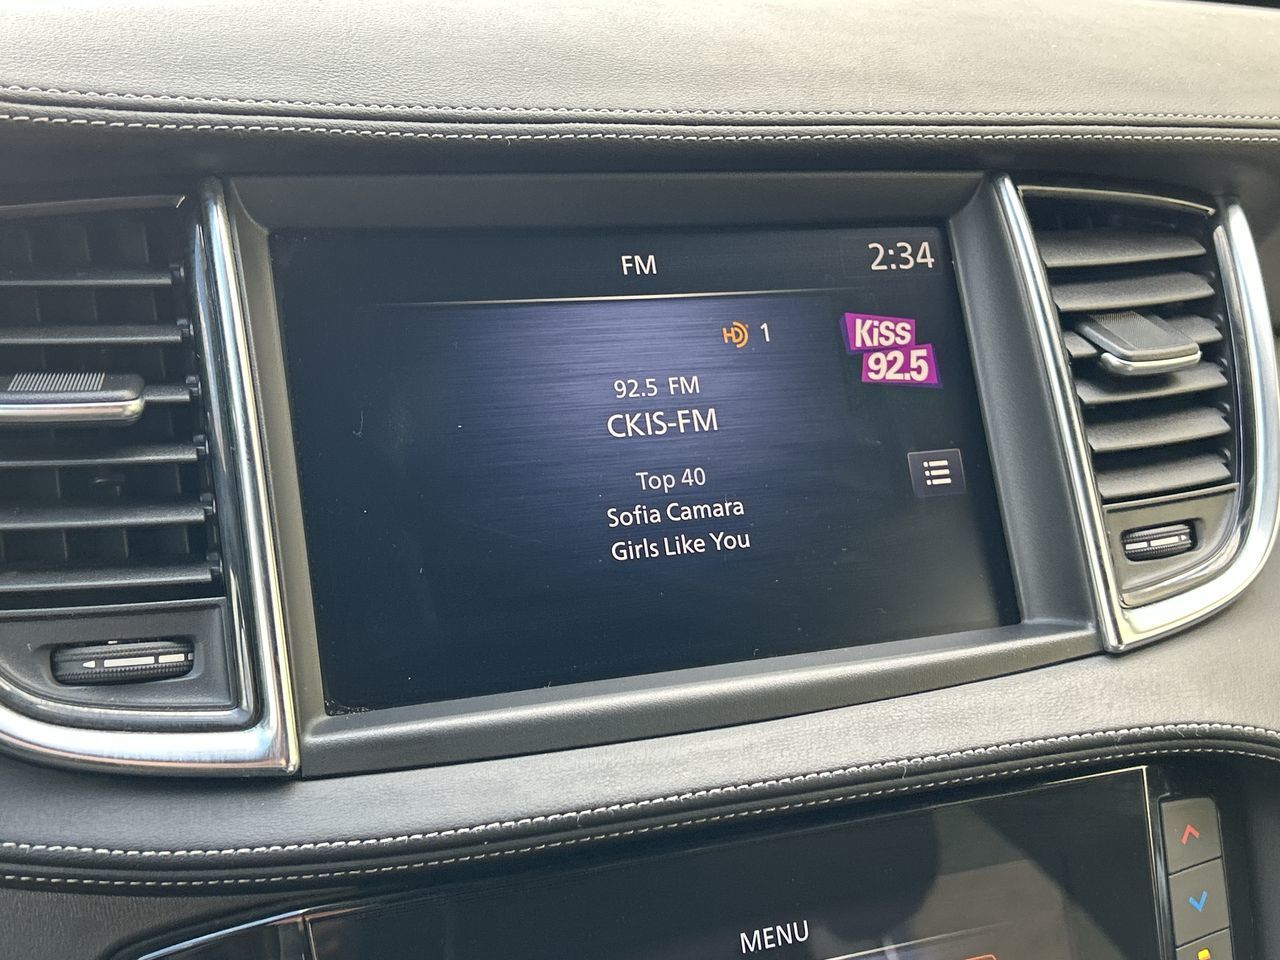 FM
2:34
HD 1
KiSS
92.5
92.5 FM
CKIS-FM
Top 40
Sofia Camara
Girls Like You
MENU